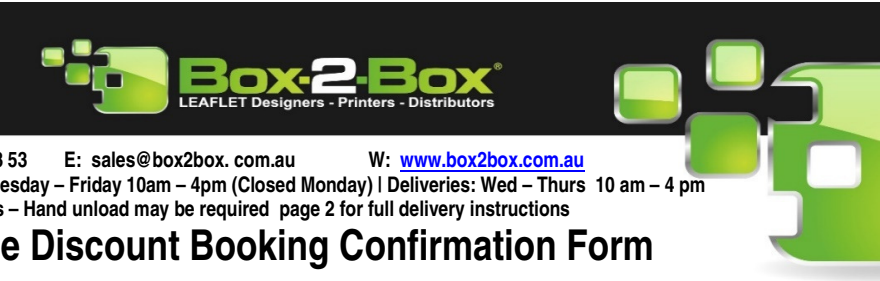 Box-2-Box®
LEAFLET Designers - Printers - Distributors
53 E: sales@box2box. com.au W: www.box2box.com.au
– Friday 10am – 4pm (Closed Monday) | Deliveries: Wed – Thurs 10 am – 4 pm
– Hand unload may be required page 2 for full delivery instructions
Discount Booking Confirmation Form